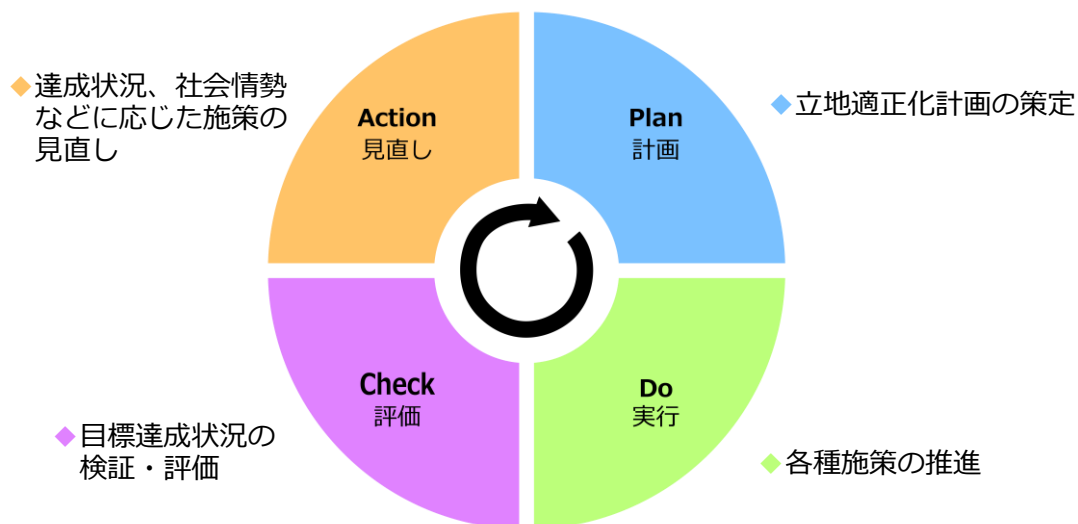 ◆達成状況、社会情勢
などに応じた施策の
見直し
Action
見直し
Plan
計画
◆立地適正化計画の策定
Check
評価
◆目標達成状況の
検証・評価
Do
実行
◆各種施策の推進